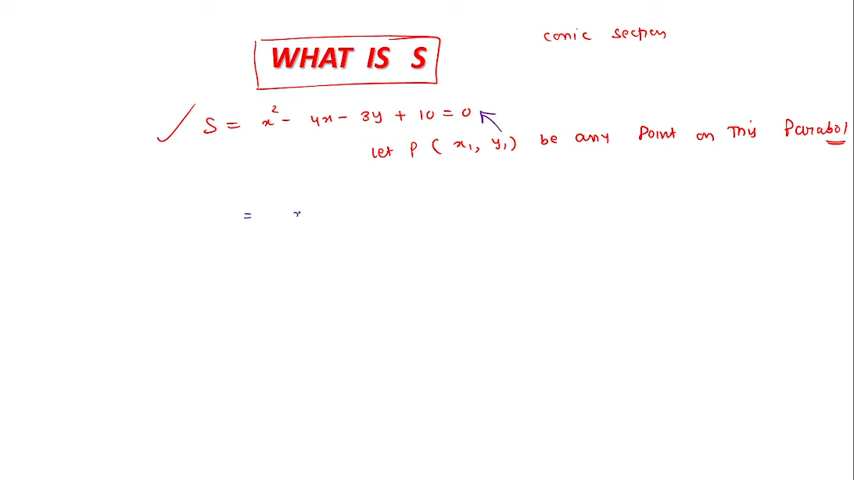 conic section
WHAT IS S
S = x² - 4x - 3y + 10 = 0
Let P ( x₁, y₁) be any Point on This Parabol
=